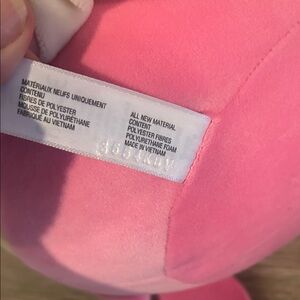 MATÉRIAUX NEUFS UNIQUEMENT
CONTENU
FIBRES DE POLYESTER
MOUSSE DE POLYURÉTHANE
FABRIQUÉ AU VIETNAM
ALL NEW MATERIAL
CONTENT
POLYESTER FIBRES
POLYURETHANE FOAM
MADE IN VIETNAM